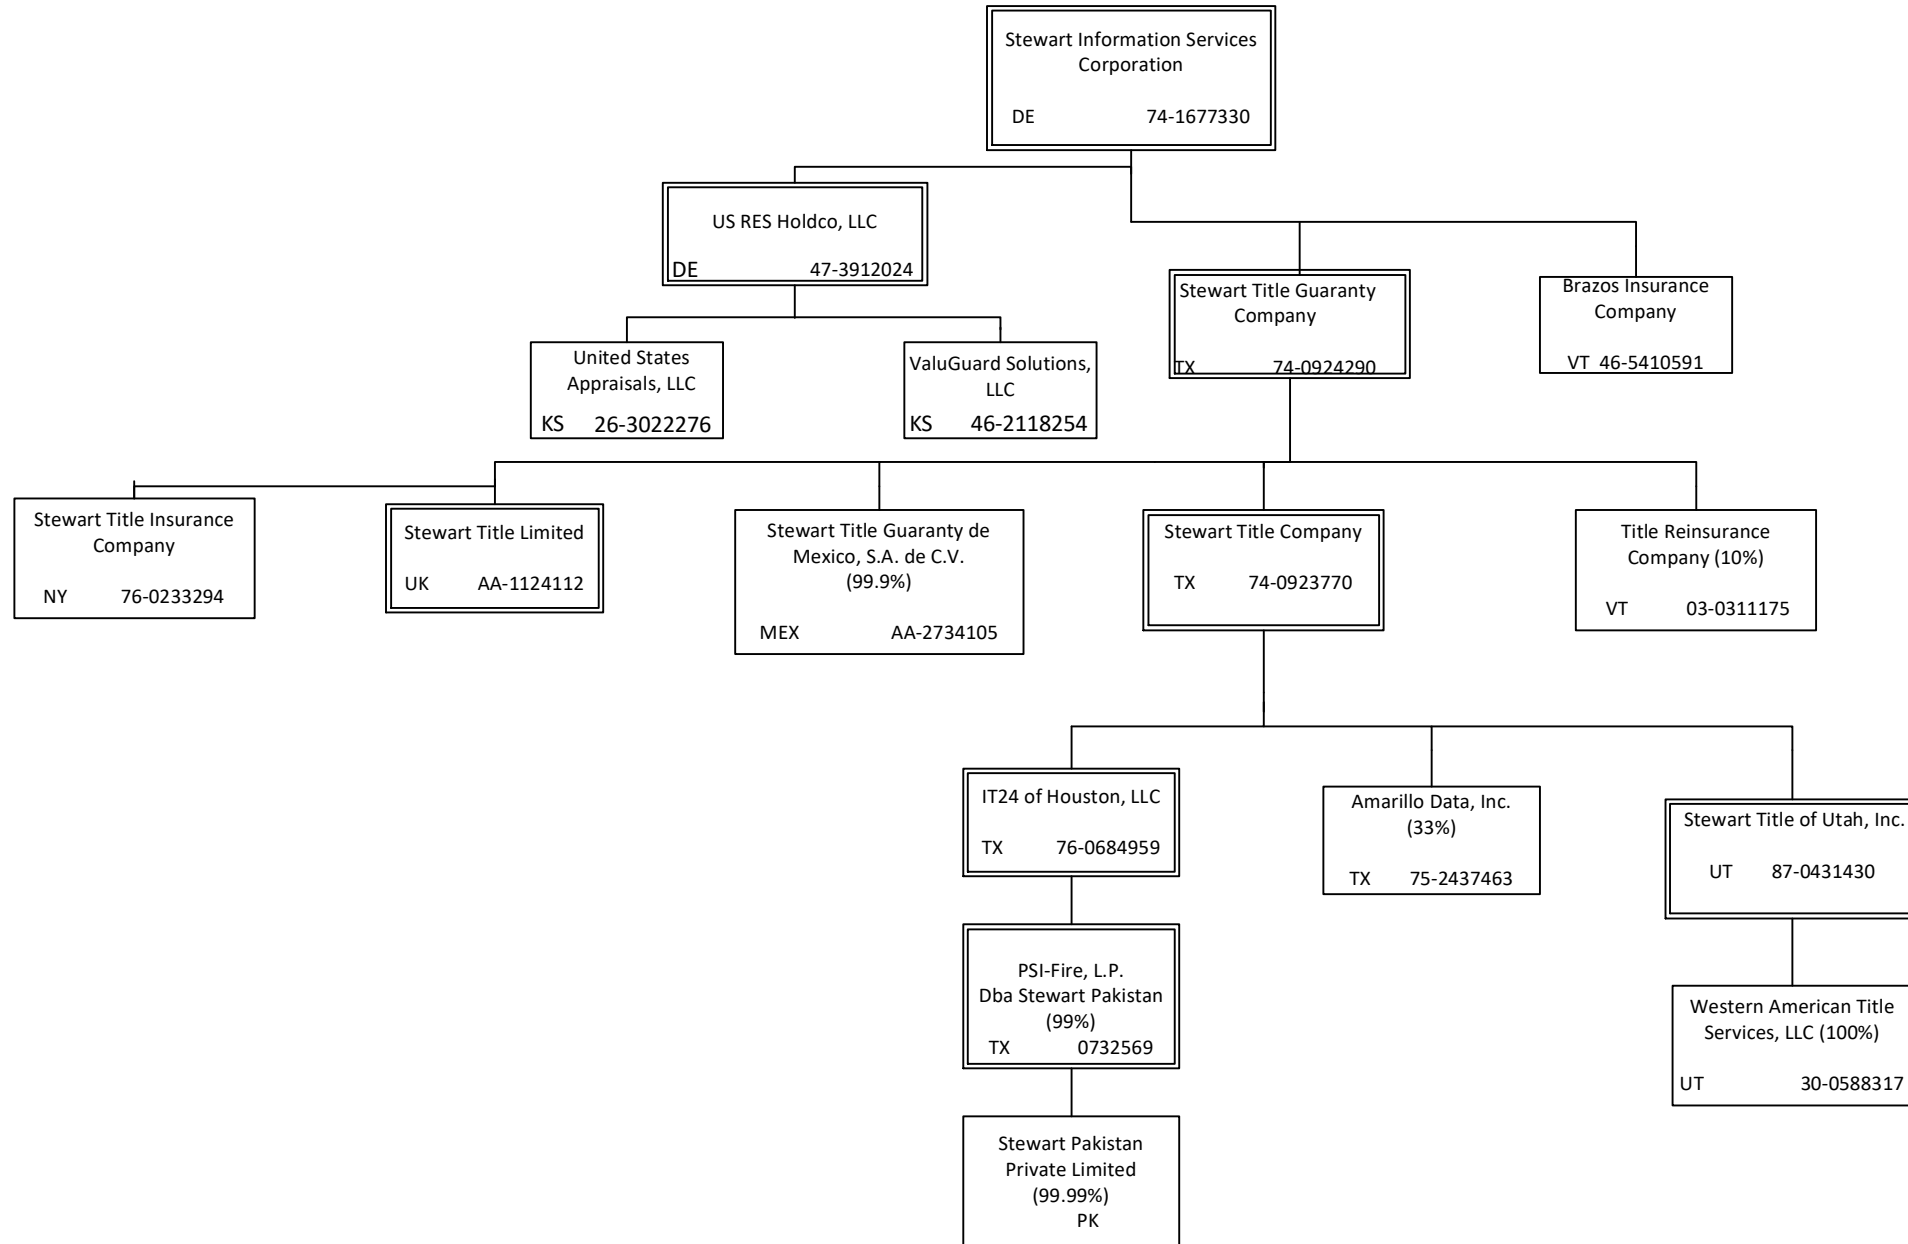 Stewart Information Services
Corporation
DE 74-1677330
US RES Holdco, LLC
DE 47-3912024
Stewart Title Guaranty
Company
TX 74-0924290
Brazos Insurance
Company
VT 46-5410591
United States
Appraisals, LLC
KS 26-3022276
ValuGuard Solutions,
LLC
KS 46-2118254
Stewart Title Insurance
Company
NY 76-0233294
Stewart Title Limited
UK AA-1124112
Stewart Title Guaranty de
Mexico, S.A. de C.V.
(99.9%)
MEX AA-2734105
Stewart Title Company
TX 74-0923770
Title Reinsurance
Company (10%)
VT 03-0311175
IT24 of Houston, LLC
TX 76-0684959
Amarillo Data, Inc.
(33%)
TX 75-2437463
Stewart Title of Utah, Inc.
UT 87-0431430
PSI-Fire, L.P.
Dba Stewart Pakistan
(99%)
TX 0732569
Western American Title
Services, LLC (100%)
UT 30-0588317
Stewart Pakistan
Private Limited
(99.99%)
PK